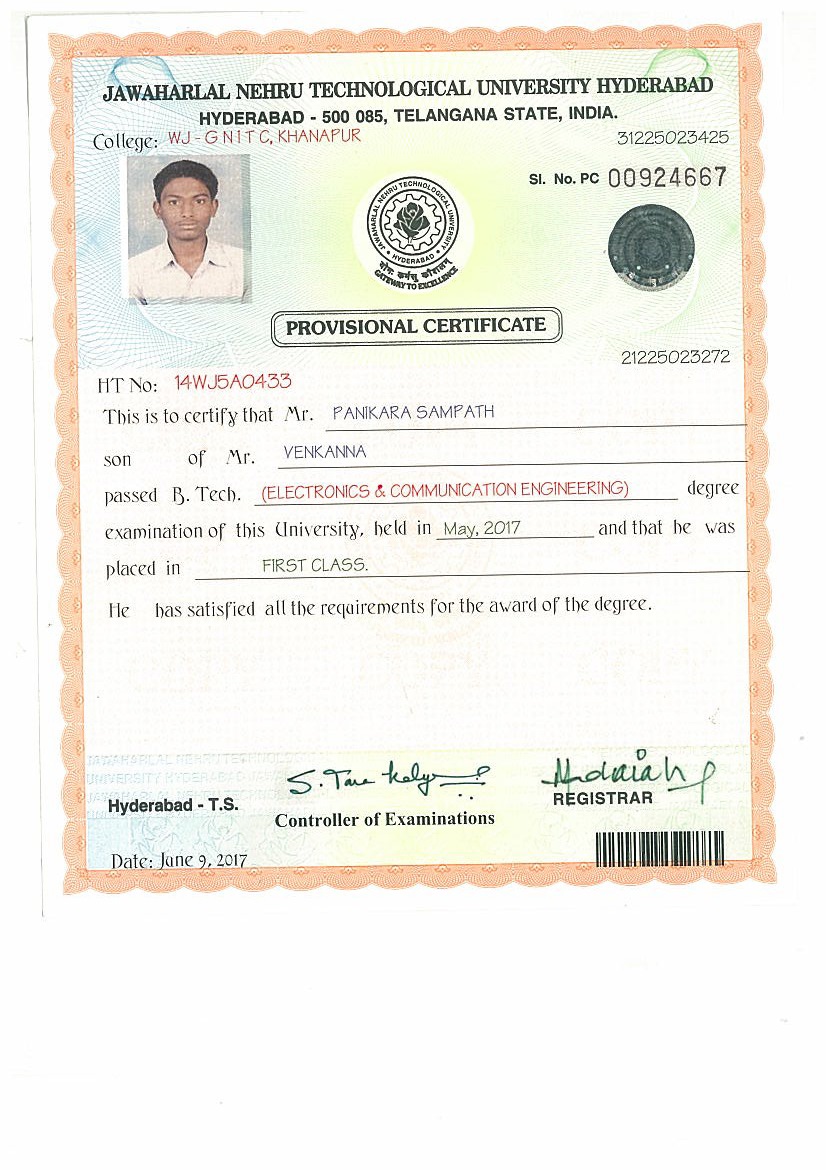 JAWAHARLAL NEHRU TECHNOLOGICAL UNIVERSITY HYDERABAD
HYDERABAD - 500 085, TELANGANA STATE, INDIA.
College: WJ - G N I T C, KHANAPUR
31225023425
Sl. No. PC 00924667
JAWAHARLAL NEHRU TECHNOLOGICAL UNIVERSITY
HYDERABAD
योगः कर्मसु कौशलम्
GATEWAY TO EXCELLENCE
PROVISIONAL CERTIFICATE
21225023272
HT No: 14WJ5A0433
This is to certify that Mr. PANIKARA SAMPATH
son of Mr. VENKANNA
passed B. Tech. (ELECTRONICS & COMMUNICATION ENGINEERING) degree
examination of this University, held in May, 2017 and that he was
placed in FIRST CLASS.
He has satisfied all the requirements for the award of the degree.
Hyderabad - T.S.
Controller of Examinations
REGISTRAR
Date: June 9, 2017